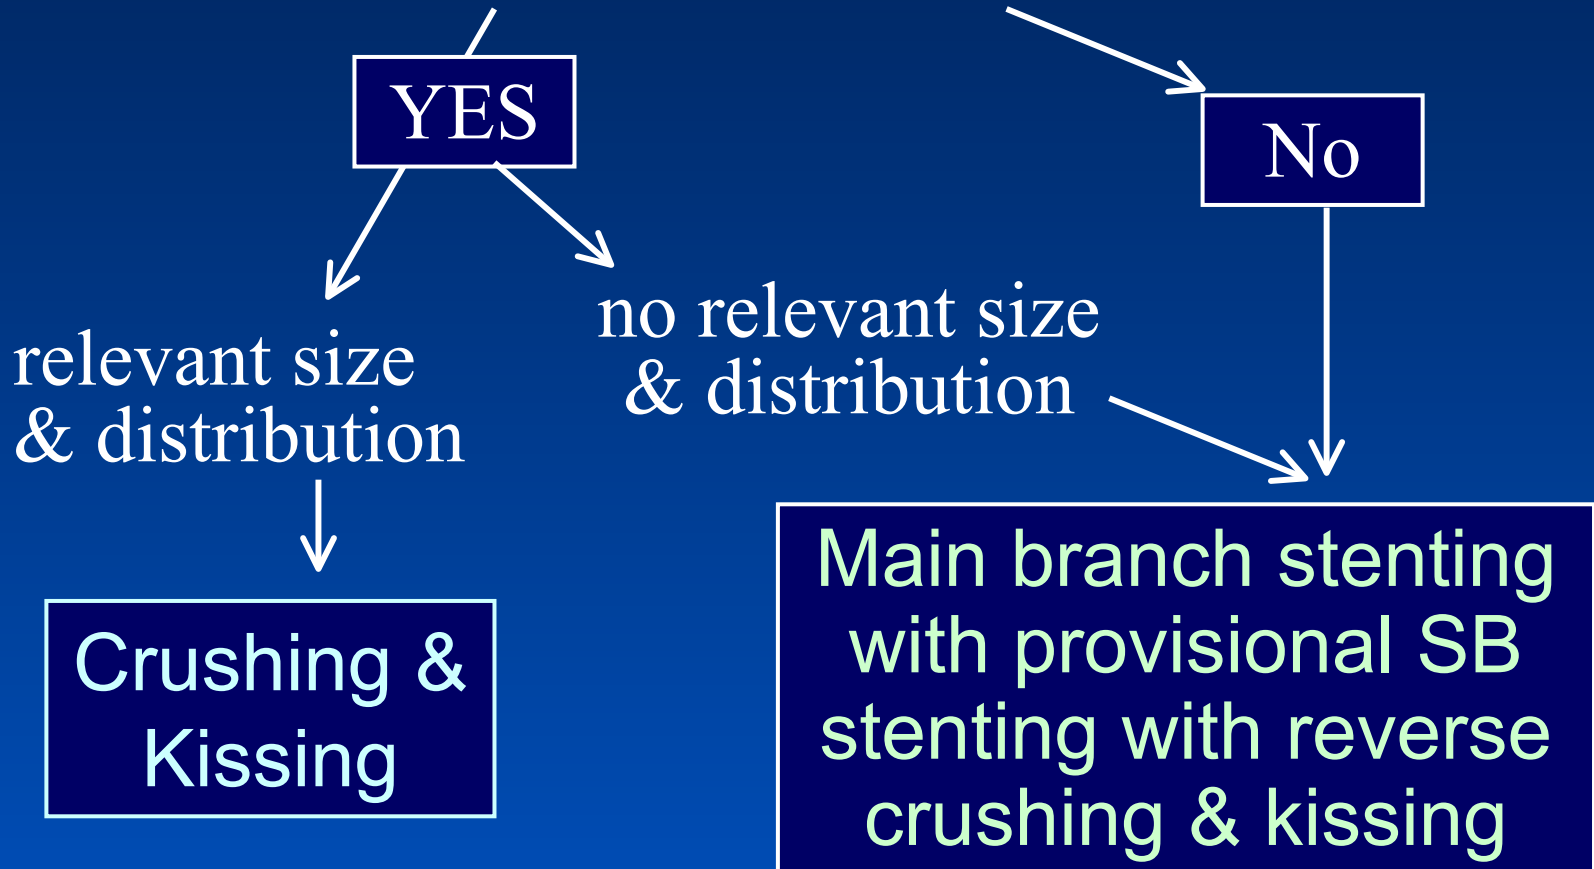 YES
No
relevant size
& distribution
no relevant size
& distribution
Crushing &
Kissing
Main branch stenting
with provisional SB
stenting with reverse
crushing & kissing